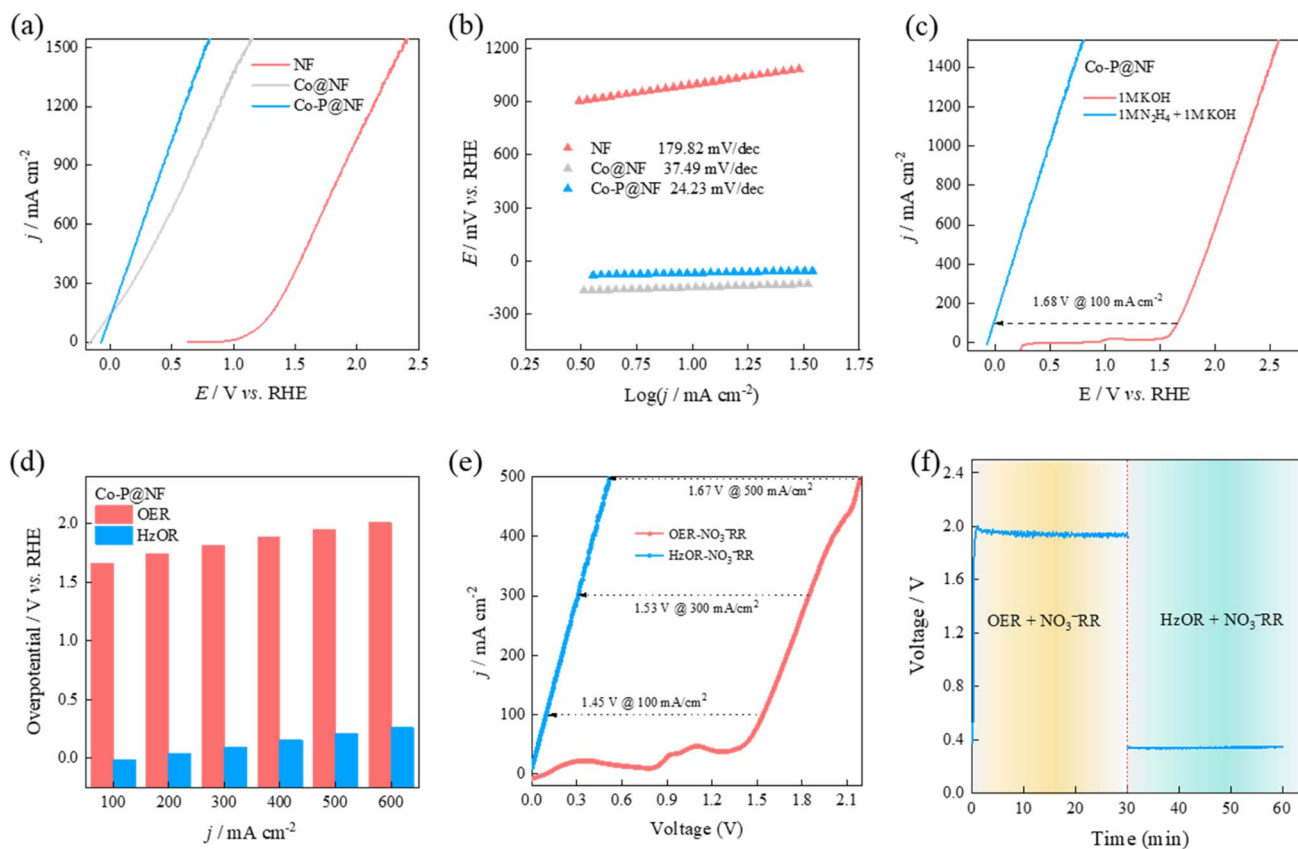 (a)
1500
1200
900
600
300
0
0.0 0.5 1.0 1.5 2.0 2.5
j / mA cm-2
E / V vs. RHE
NF
Co@NF
Co-P@NF
(b)
1200
900
600
300
0
-300
0.25 0.50 0.75 1.00 1.25 1.50 1.75
E / mV vs. RHE
Log(j / mA cm-2)
NF 179.82 mV/dec
Co@NF 37.49 mV/dec
Co-P@NF 24.23 mV/dec
(c)
1400
1200
1000
800
600
400
200
0
0.0 0.5 1.0 1.5 2.0 2.5
j / mA cm-2
E / V vs. RHE
Co-P@NF
1M KOH
1M N2H4 + 1M KOH
1.68 V @ 100 mA cm-2
(d)
Co-P@NF
OER
HzOR
2.0
1.5
1.0
0.5
0.0
100 200 300 400 500 600
Overpotential / V vs. RHE
j / mA cm-2
(e)
500
400
300
200
100
0
0.0 0.3 0.6 0.9 1.2 1.5 1.8 2.1
j / mA cm-2
Voltage (V)
1.67 V @ 500 mA/cm2
OER-NO3-RR
HzOR-NO3-RR
1.53 V @ 300 mA/cm2
1.45 V @ 100 mA/cm2
(f)
2.4
2.0
1.6
1.2
0.8
0.4
0.0
0 10 20 30 40 50 60
Voltage / V
Time (min)
OER + NO3-RR
HzOR + NO3-RR